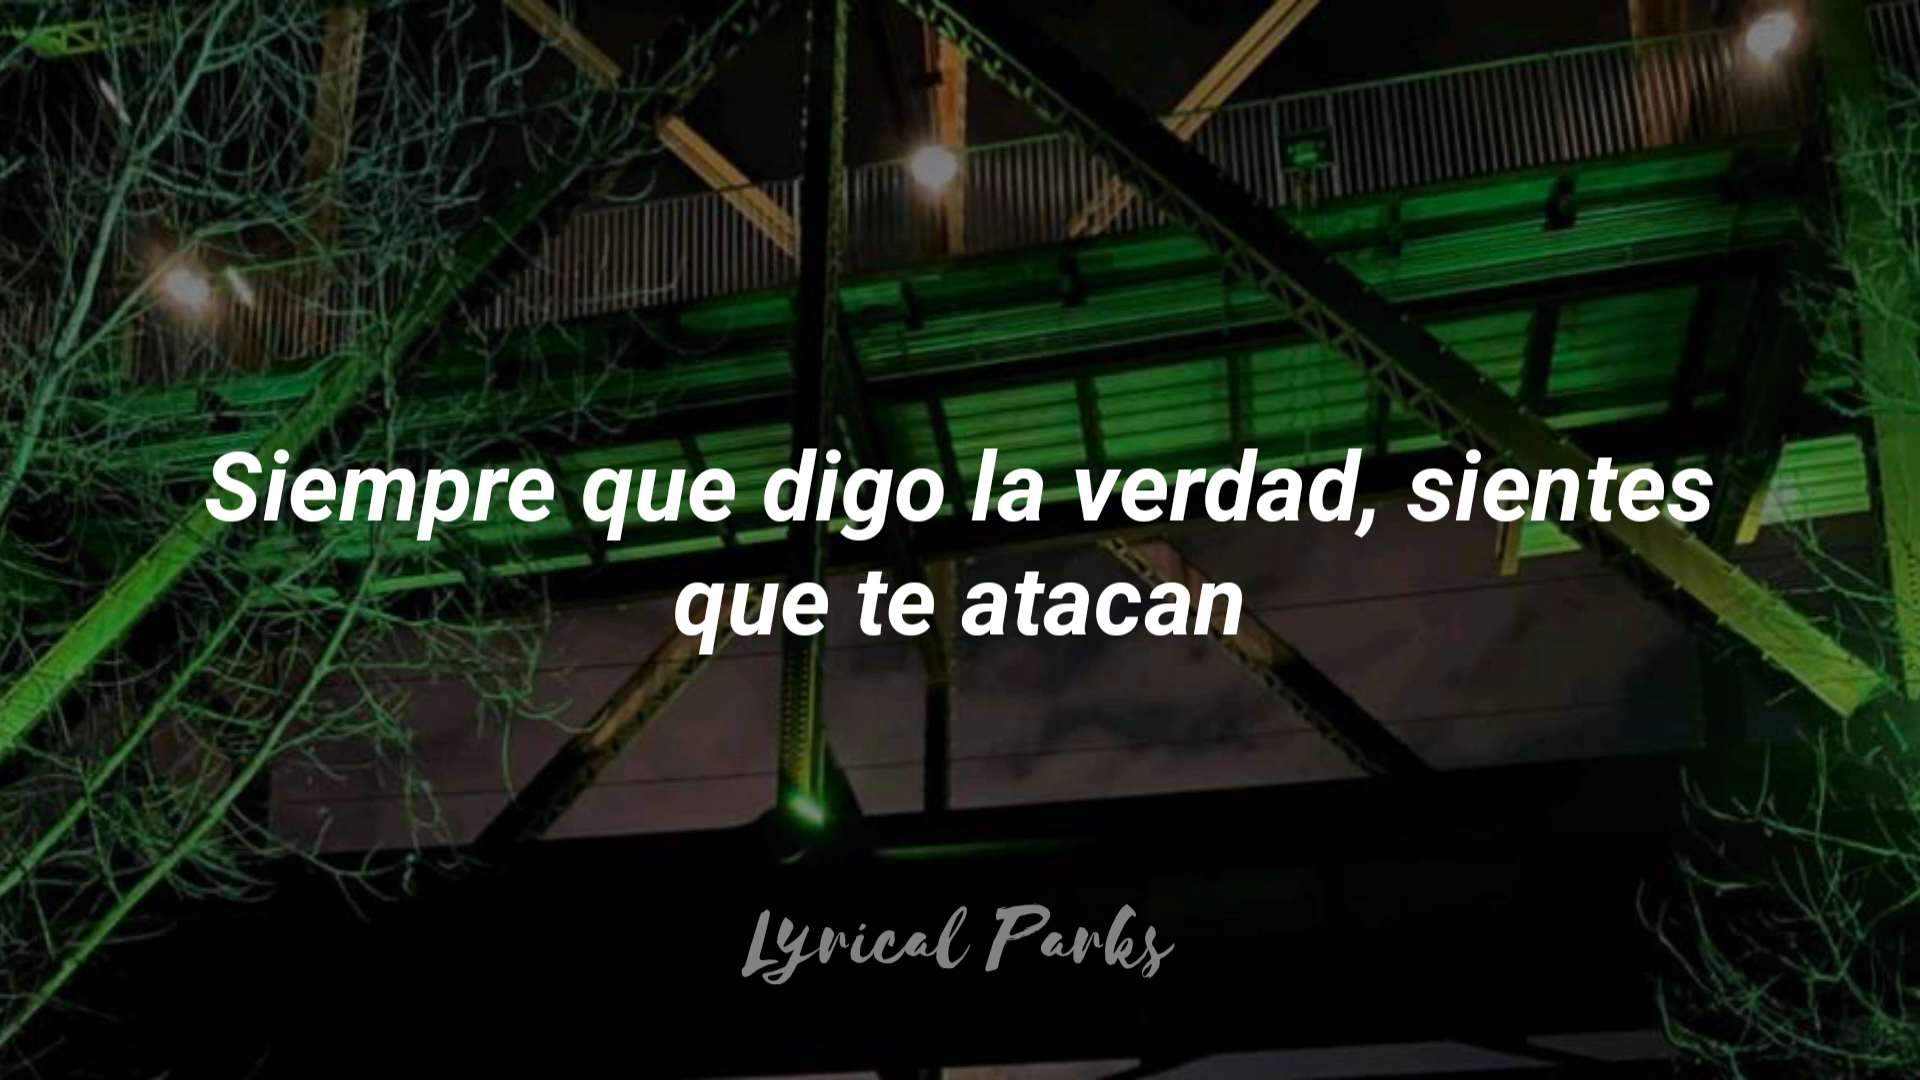 Siempre que digo la verdad, sientes
que te atacan
Lyrical Parks